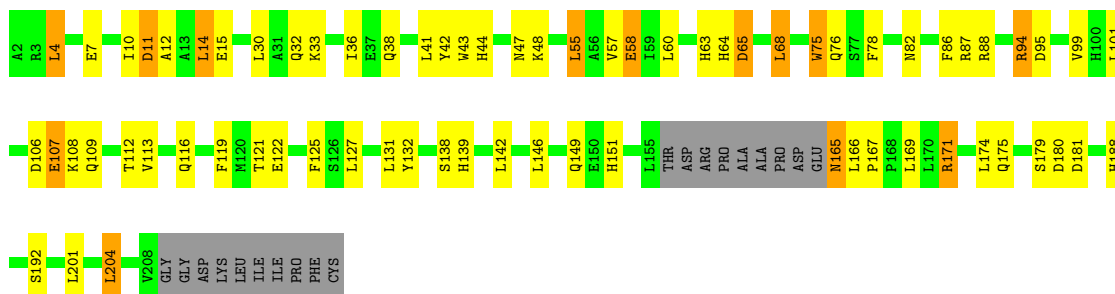 A2 R3 L4 E7 I10 D11 A12 A13 L14 E15 L30 A31 Q32 K33 I36 E37 Q38 L41 Y42 W43 H44 N47 K48 L55 A56 V57 E58 I59 L60 H63 H64 D65 L68 W75 Q76 S77 F78 N82 F86 R87 R88 R94 D95 V99 H100 L101
D106 E107 K108 Q109 T112 V113 Q116 F119 M120 T121 E122 F125 S126 L127 L131 Y132 S138 H139 L142 L146 Q149 E150 H151 L155 THR ASP ARG PRO ALA ALA PRO ASP GLU N165 L166 P167 P168 L169 L170 R171 L174 Q175 S179 D180 D181 H188
S192 L201 L204 V208 GLY GLY ASP LYS LEU ILE ILE PRO PHE CYS